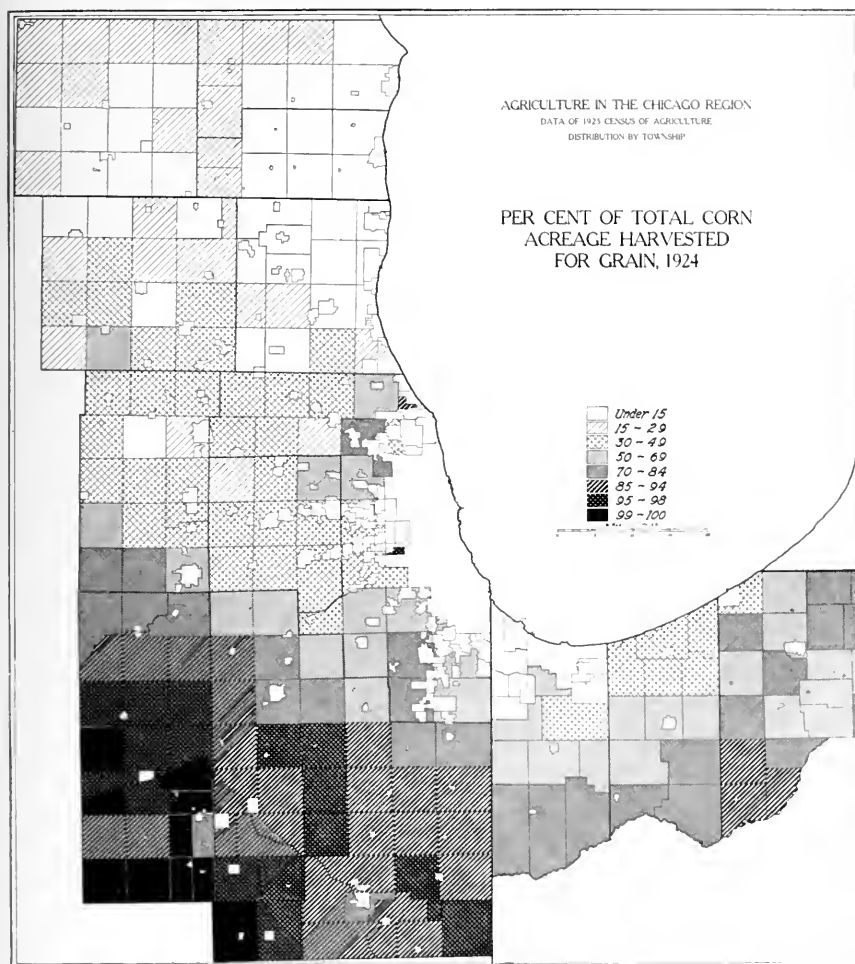 AGRICULTURE IN THE CHICAGO REGION
DATA OF 1925 CENSUS OF AGRICULTURE
DISTRIBUTION BY TOWNSHIP
PER CENT OF TOTAL CORN
ACREAGE HARVESTED
FOR GRAIN, 1924
Under 15
15 - 29
30 - 49
50 - 69
70 - 84
85 - 94
95 - 98
99 - 100